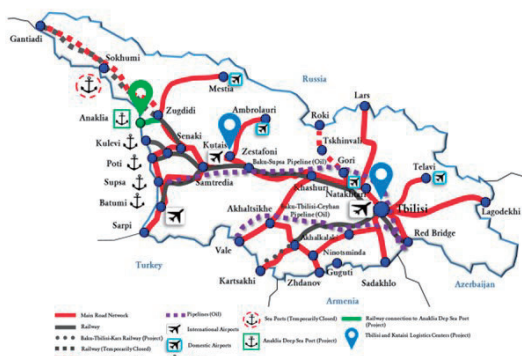 Gantiadi
Sokhumi
Russia
Mestia
Lars
Zugdidi
Ambrolauri
Anaklia
Roki
Kulevi
Senaki
Kutaisi
Tskhinvali
Zestafoni
Telavi
Poti
Baku-Supsa Pipeline (Oil)
Gori
Supsa
Samtredia
Khashuri
Natakhtari
Batumi
Akhaltsikhe
Baku-Tbilisi-Ceyhan
Pipeline (Oil)
Tbilisi
Lagodekhi
Sarpi
Akhalkalaki
Vale
Ninotsminda
Red Bridge
Turkey
Kartsakhi
Zhdanov
Guguti
Sadakhlo
Azerbaijan
Armenia
Main Road Network
Pipelines (Oil)
Sea Ports (Temporarily Closed)
Railway connection to Anaklia Dep Sea Port
(Project)
Railway
International Airports
Baku-Tbilisi-Kars Railway (Project)
Anaklia Dep Sea Port (Project)
Tbilisi and Kutaisi Logistics Centers (Project)
Railway (Temporarily Closed)
Domestic Airports